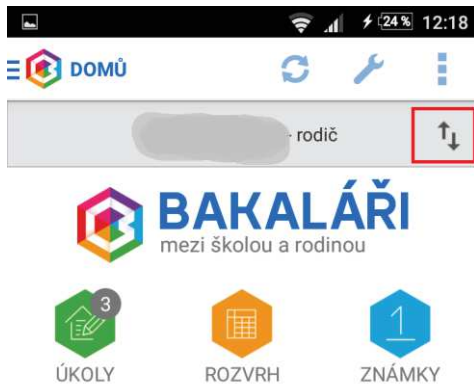 24% 12:18
DOMŮ
- rodič
BAKALÁŘI
mezi školou a rodinou
3
1
ÚKOLY ROZVRH ZNÁMKY